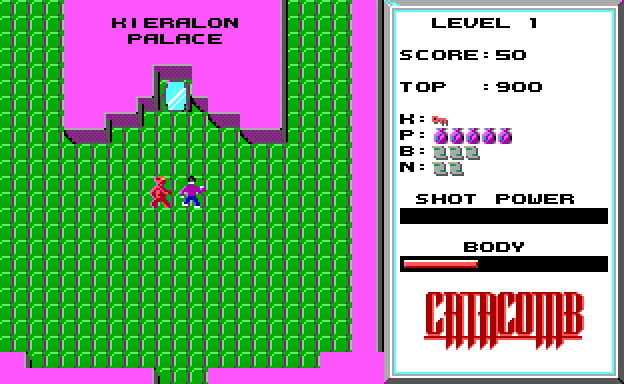 KIERALON
PALACE
LEVEL 1
SCORE:50
TOP :900
K:
P:
B:
N:
SHOT POWER
BODY
CATACOMB